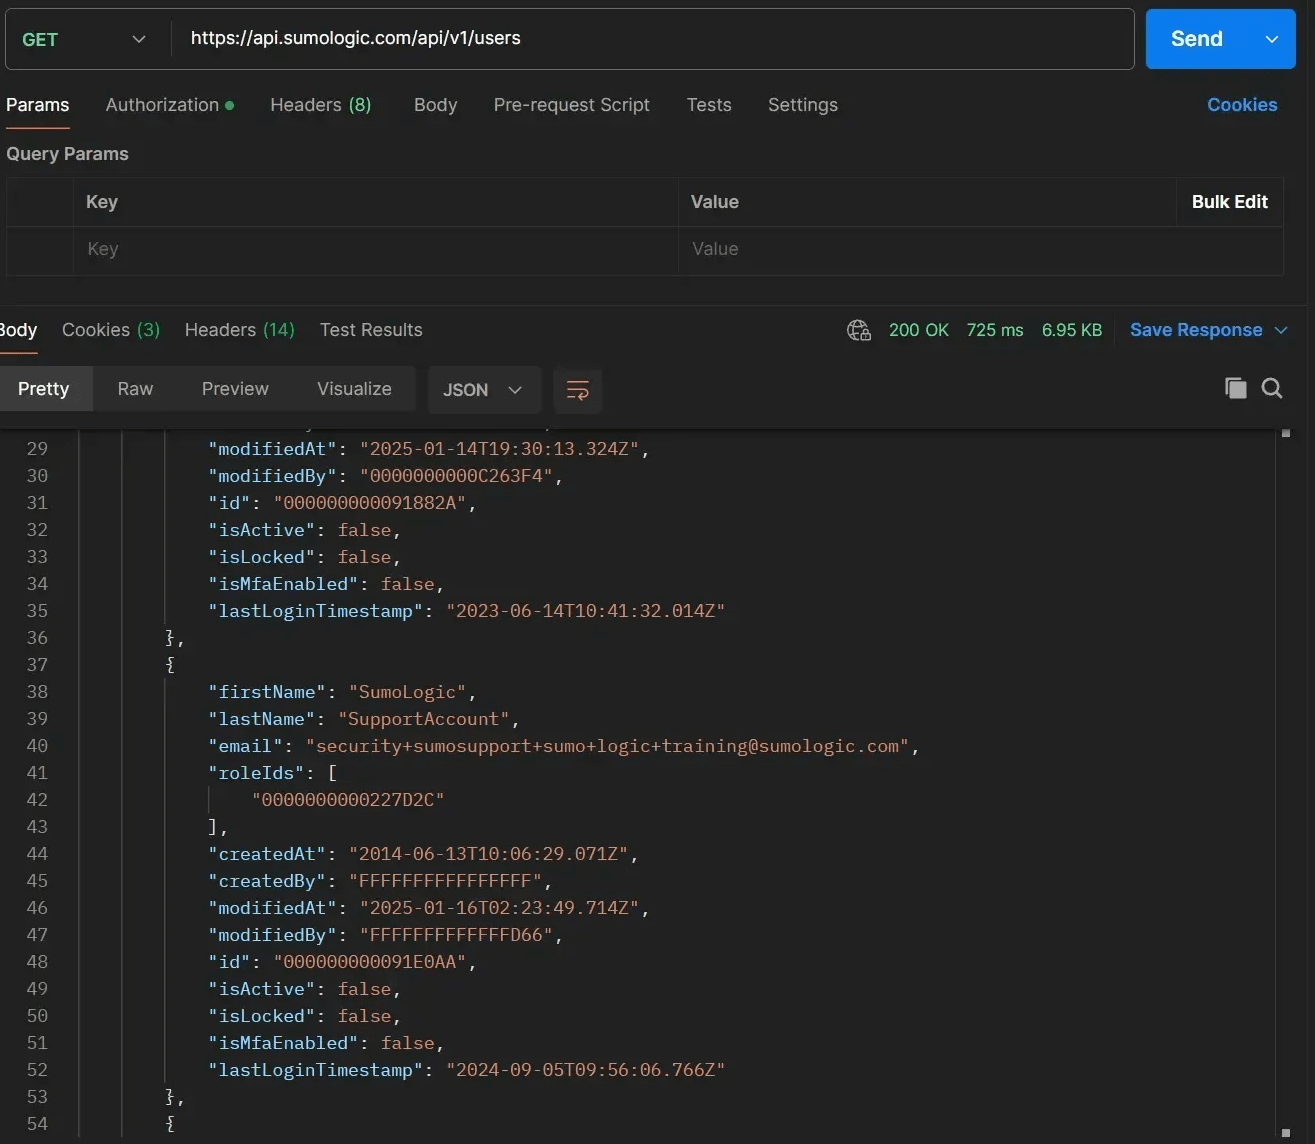 GET https://api.sumologic.com/api/v1/users Send
Params Authorization Headers (8) Body Pre-request Script Tests Settings Cookies
Query Params
Key Value Bulk Edit
Key Value
Body Cookies (3) Headers (14) Test Results 200 OK 725 ms 6.95 KB Save Response
Pretty Raw Preview Visualize JSON
29 "modifiedAt": "2025-01-14T19:30:13.324Z",
30 "modifiedBy": "0000000000C263F4",
31 "id": "000000000091882A",
32 "isActive": false,
33 "isLocked": false,
34 "isMfaEnabled": false,
35 "lastLoginTimestamp": "2023-06-14T10:41:32.014Z"
36 },
37 {
38 "firstName": "SumoLogic",
39 "lastName": "SupportAccount",
40 "email": "security+sumosupport+sumo+logic+training@sumologic.com",
41 "roleIds": [
42 "0000000000227D2C"
43 ],
44 "createdAt": "2014-06-13T10:06:29.071Z",
45 "createdBy": "FFFFFFFFFFFFFFFF",
46 "modifiedAt": "2025-01-16T02:23:49.714Z",
47 "modifiedBy": "FFFFFFFFFFFFFD66",
48 "id": "000000000091E0AA",
49 "isActive": false,
50 "isLocked": false,
51 "isMfaEnabled": false,
52 "lastLoginTimestamp": "2024-09-05T09:56:06.766Z"
53 },
54 {